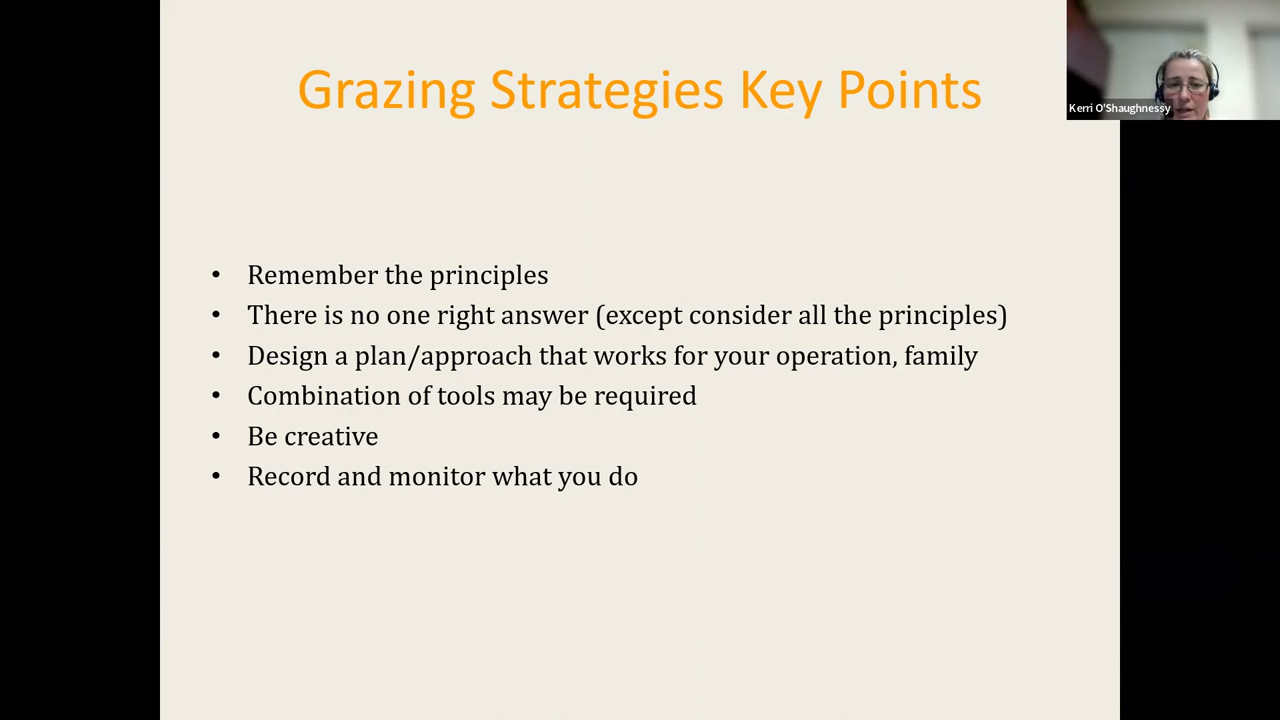 Grazing Strategies Key Points
Kerri O'Shaughnessy
• Remember the principles
• There is no one right answer (except consider all the principles)
• Design a plan/approach that works for your operation, family
• Combination of tools may be required
• Be creative
• Record and monitor what you do